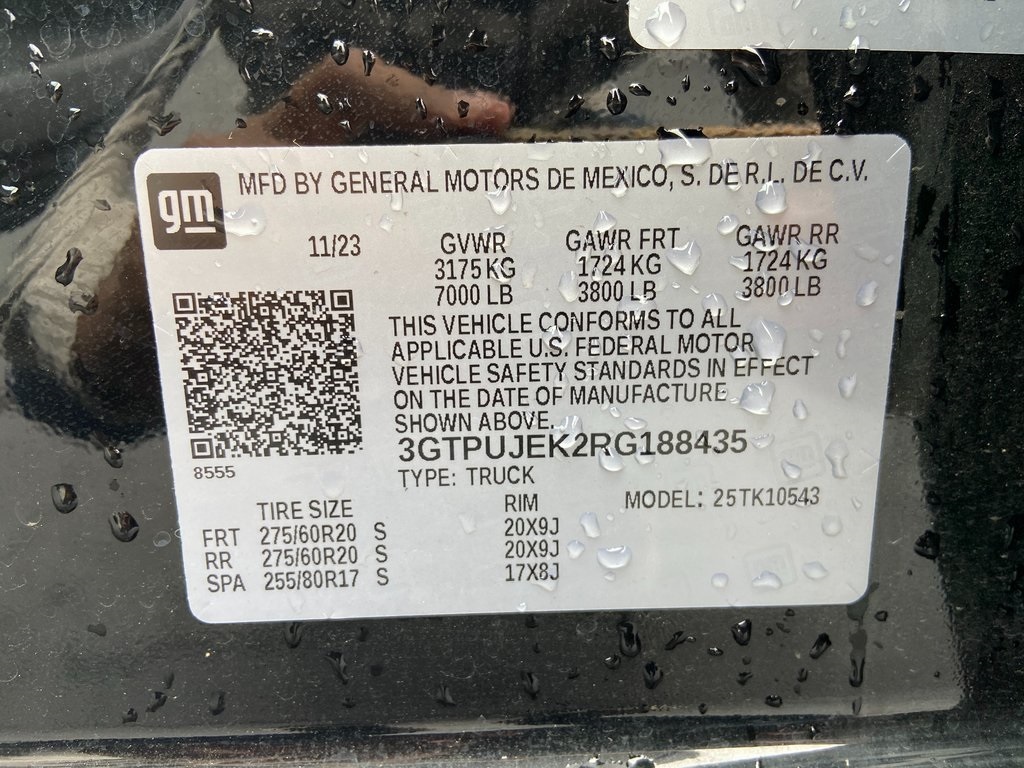 gm
MFD BY GENERAL MOTORS DE MEXICO, S. DE R.L. DE C.V.
11/23 GVWR GAWR FRT GAWR RR
3175 KG 1724 KG 1724 KG
7000 LB 3800 LB 3800 LB
THIS VEHICLE CONFORMS TO ALL
APPLICABLE U.S. FEDERAL MOTOR
VEHICLE SAFETY STANDARDS IN EFFECT
ON THE DATE OF MANUFACTURE
SHOWN ABOVE.
3GTPUJEK2RG188435
8555
TYPE: TRUCK
MODEL: 25TK10543
TIRE SIZE RIM
FRT 275/60R20 S 20X9J
RR 275/60R20 S 20X9J
SPA 255/80R17 S 17X8J